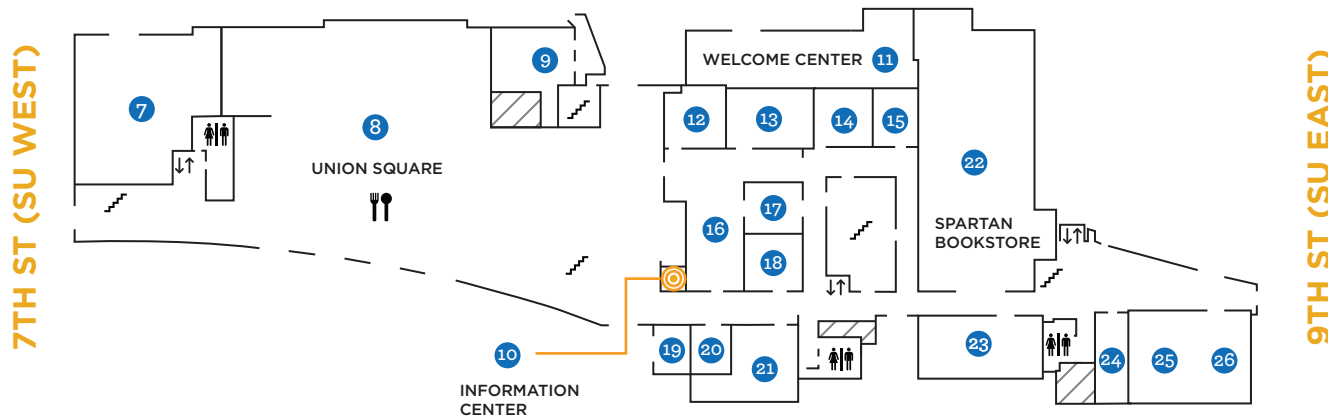 7TH ST (SU WEST)
9
WELCOME CENTER 11
7
8
12
13
14
15
UNION SQUARE
22
17
16
SPARTAN
BOOKSTORE
18
10
19
20
21
23
24
25
26
INFORMATION
CENTER
9TH ST (SU EAST)